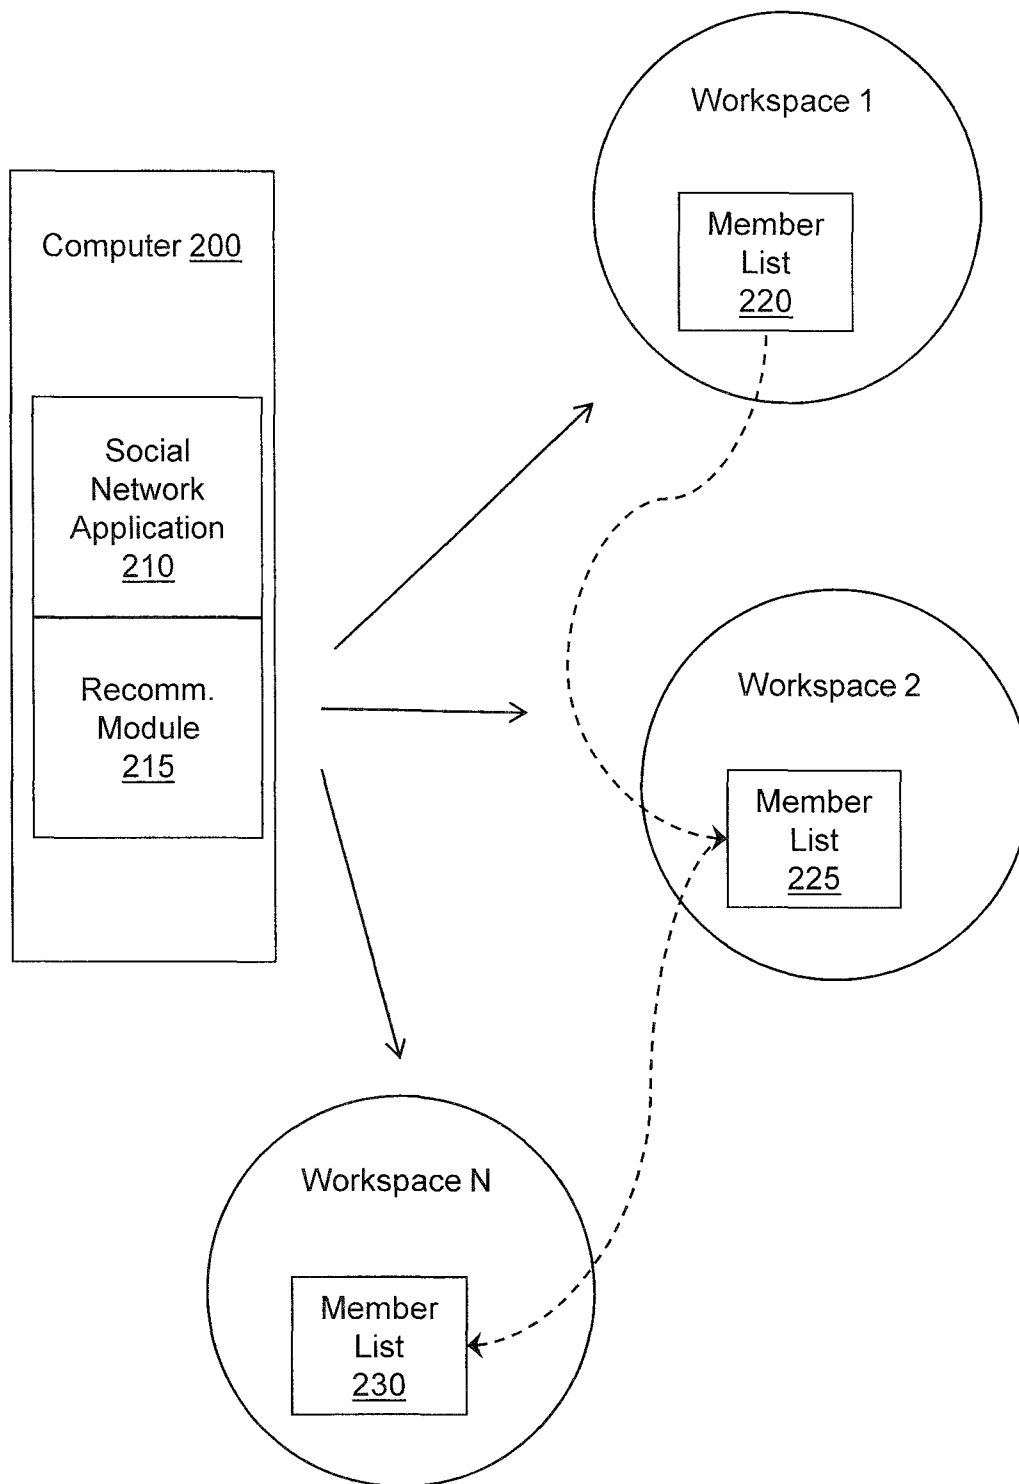 Computer 200
Social
Network
Application
210
Recomm.
Module
215
Workspace 1
Member
List
220
Workspace 2
Member
List
225
Workspace N
Member
List
230